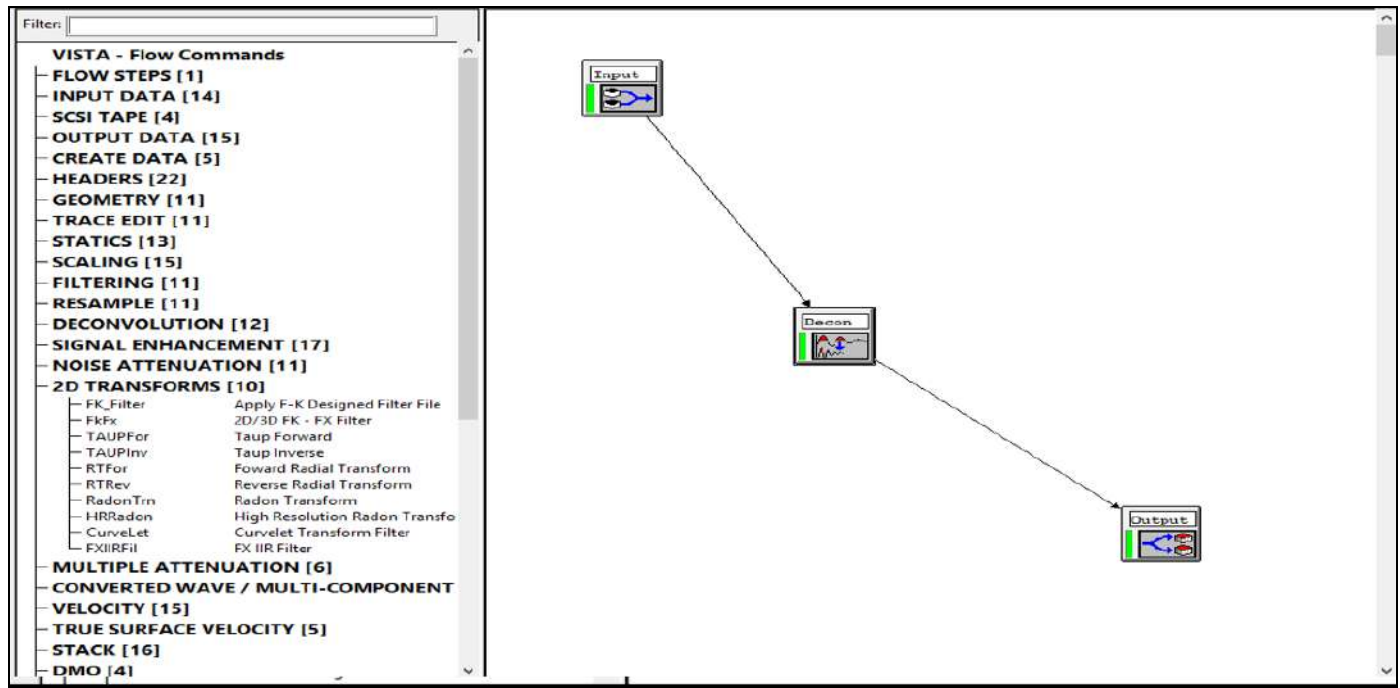 Filter:
VISTA - Flow Commands
FLOW STEPS [1]
INPUT DATA [14]
SCSI TAPE [4]
OUTPUT DATA [15]
CREATE DATA [5]
HEADERS [22]
GEOMETRY [11]
TRACE EDIT [11]
STATICS [13]
SCALING [15]
FILTERING [11]
RESAMPLE [11]
DECONVOLUTION [12]
SIGNAL ENHANCEMENT [17]
NOISE ATTENUATION [11]
2D TRANSFORMS [10]
FK_Filter Apply F-K Designed Filter File
FkFx 2D/3D FK - FX Filter
TAUPFor Taup Forward
TAUPInv Taup Inverse
RTFor Foward Radial Transform
RTRev Reverse Radial Transform
RadonTrn Radon Transform
HRRadon High Resolution Radon Transfo
CurveLet Curvelet Transform Filter
FXIIRFil FX IIR Filter
MULTIPLE ATTENUATION [6]
CONVERTED WAVE / MULTI-COMPONENT
VELOCITY [15]
TRUE SURFACE VELOCITY [5]
STACK [16]
DMO [4]
Input
Decon
Output